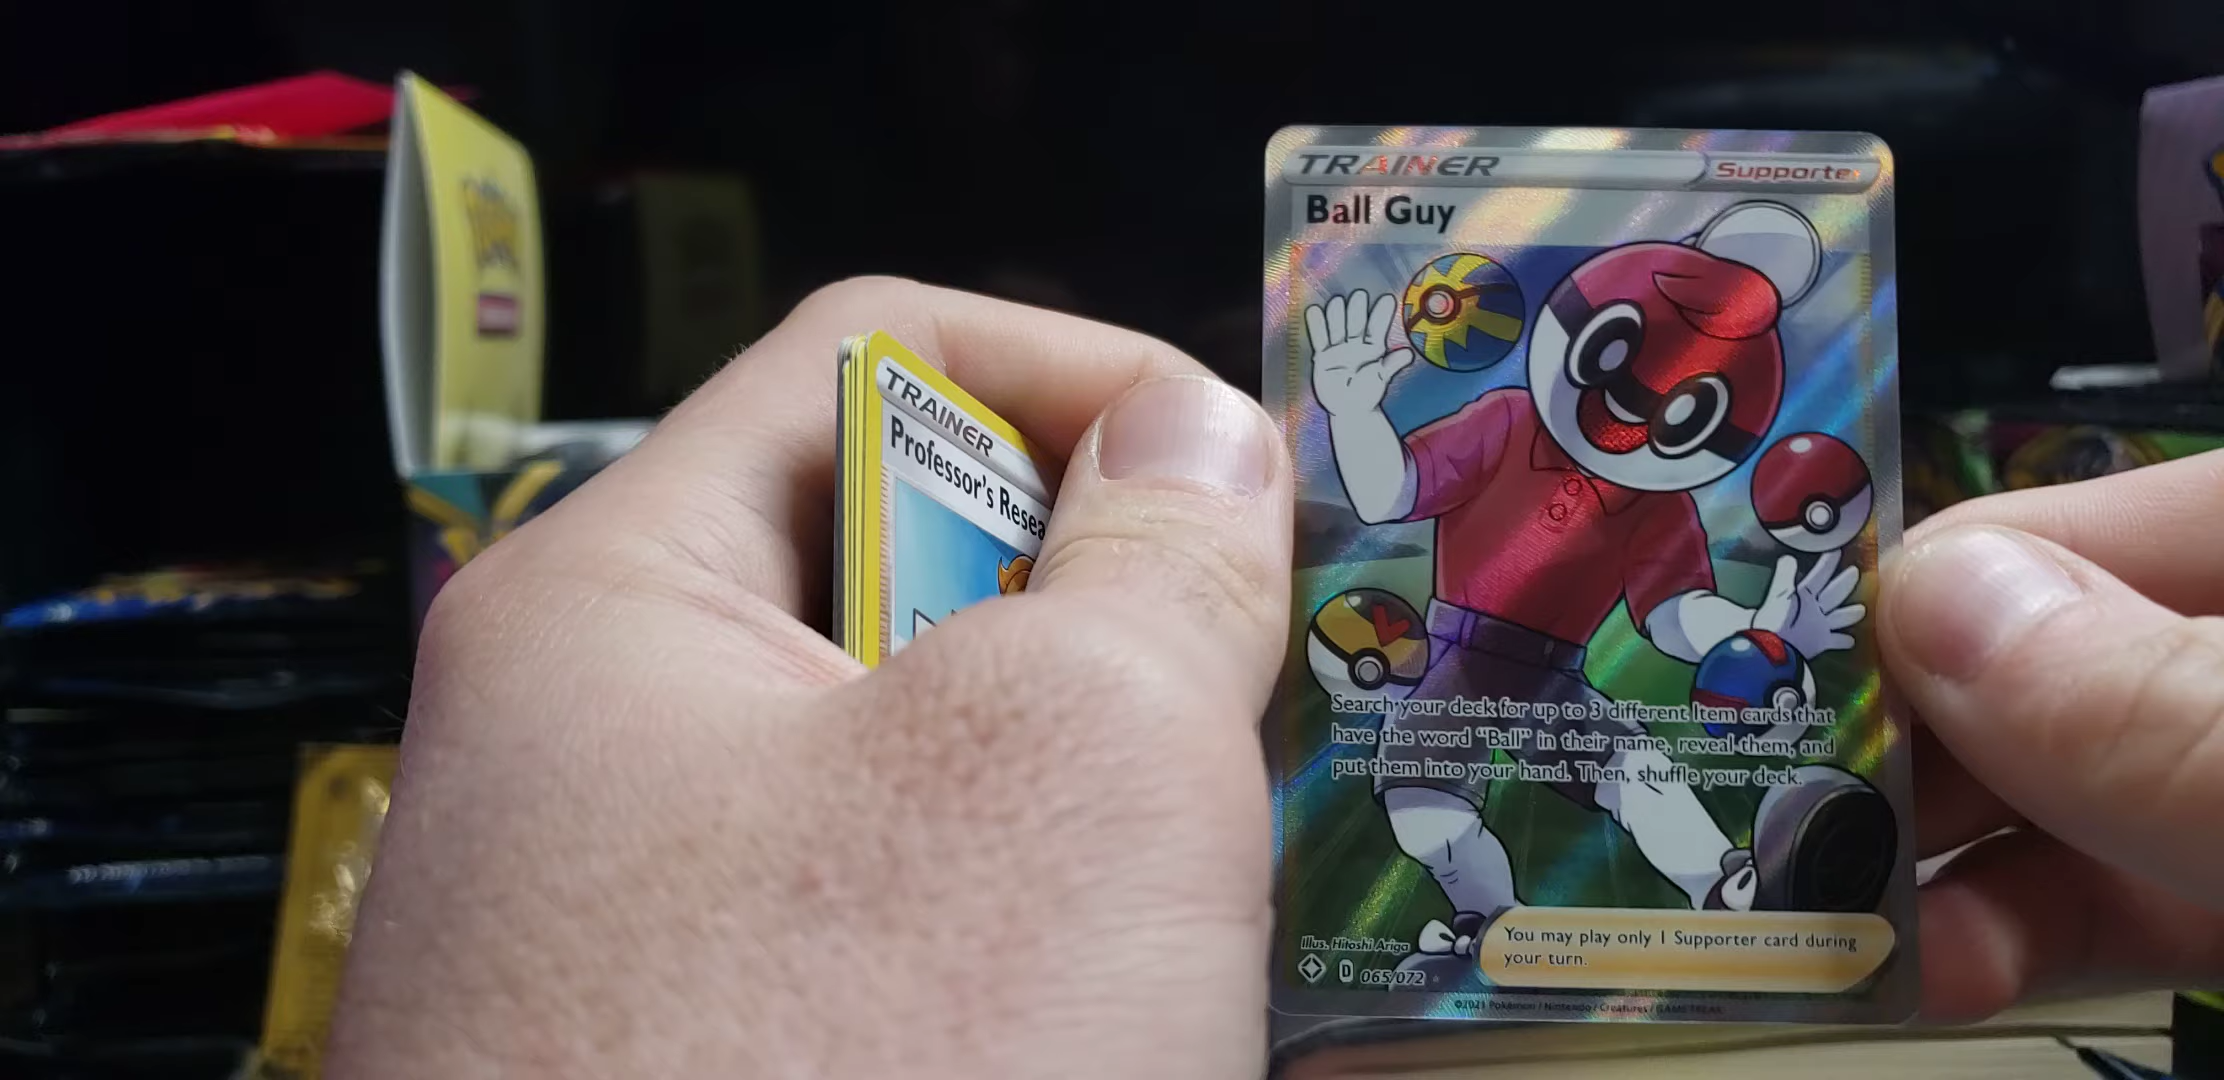 TRAINER
Professor's Resea
TRAINER
Supporte
Ball Guy
Search your deck for up to 3 different Item cards that
have the word "Ball" in their name, reveal them, and
put them into your hand. Then, shuffle your deck.
You may play only 1 Supporter card during
your turn.
Illus. Hitoshi Ariga
D 065/072
©2021 Pokémon / Nintendo / Creatures / GAME FREAK